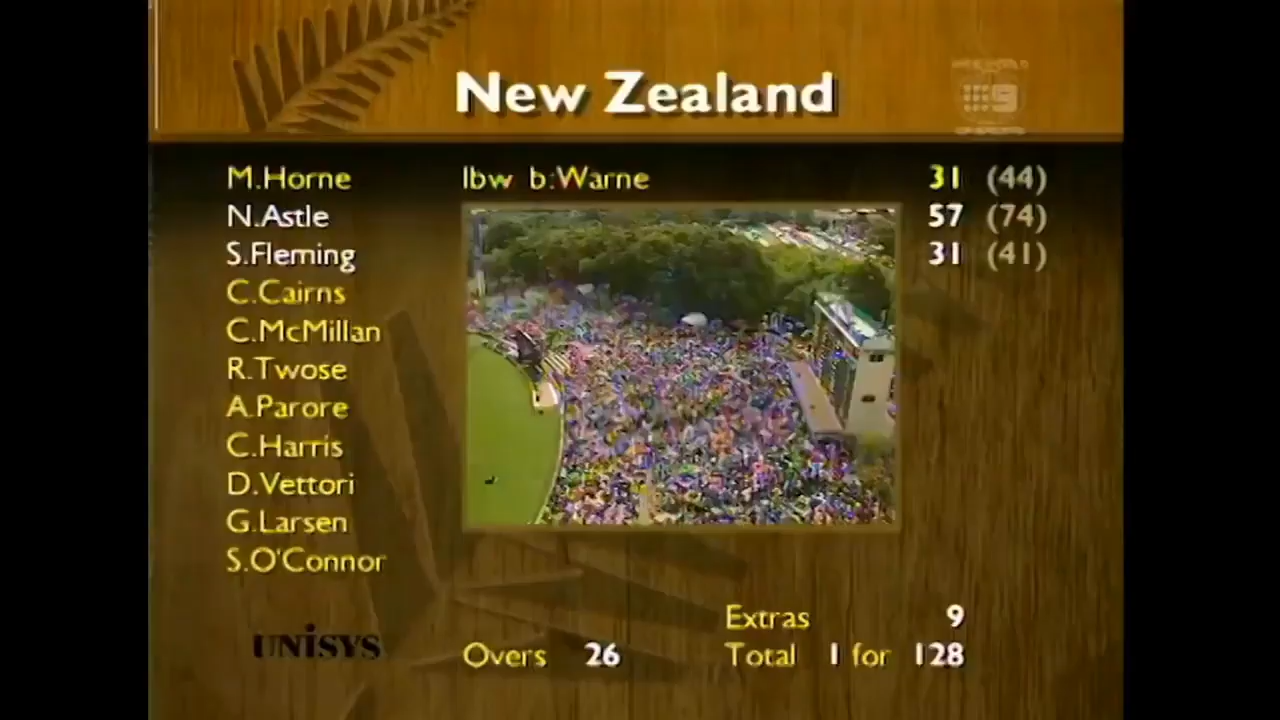 New Zealand
9
M.Horne lbw b:Warne 31 (44)
N.Astle 57 (74)
S.Fleming 31 (41)
C.Cairns
C.McMillan
R.Twose
A.Parore
C.Harris
D.Vettori
G.Larsen
S.O'Connor
Extras 9
UNiSYS
Overs 26 Total 1 for 128